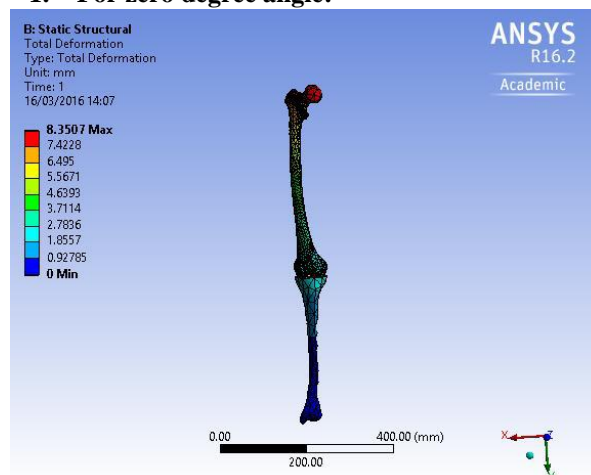 1. For zero degree angle:
B: Static Structural
Total Deformation
Type: Total Deformation
Unit: mm
Time: 1
16/03/2016 14:07
ANSYS
R16.2
Academic
8.3507 Max
7.4228
6.495
5.5671
4.6393
3.7114
2.7836
1.8557
0.92785
0 Min
0.00
400.00 (mm)
200.00
X
Z